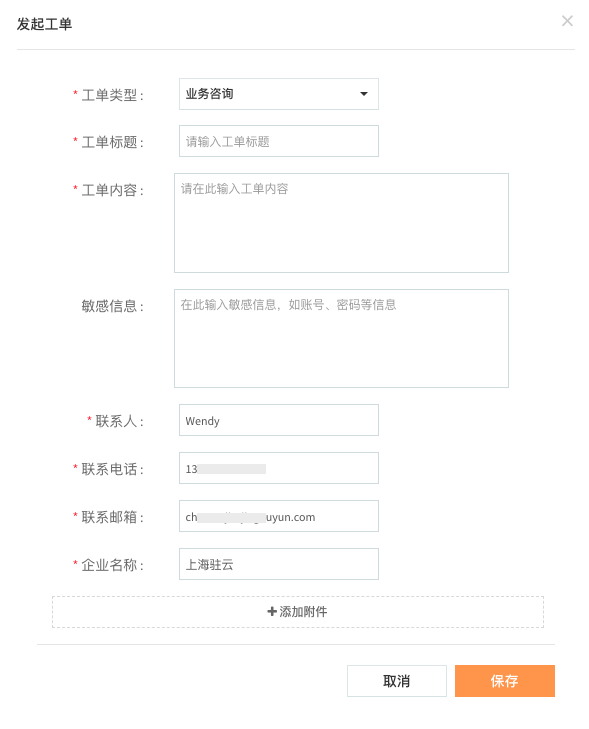 发起工单
* 工单类型 : 业务咨询
* 工单标题 : 请输入工单标题
* 工单内容 : 请在此输入工单内容
敏感信息 : 在此输入敏感信息，如账号、密码等信息
* 联系人 : Wendy
* 联系电话 : 13
* 联系邮箱 : ch uyun.com
* 企业名称 : 上海驻云
+ 添加附件
取消 保存